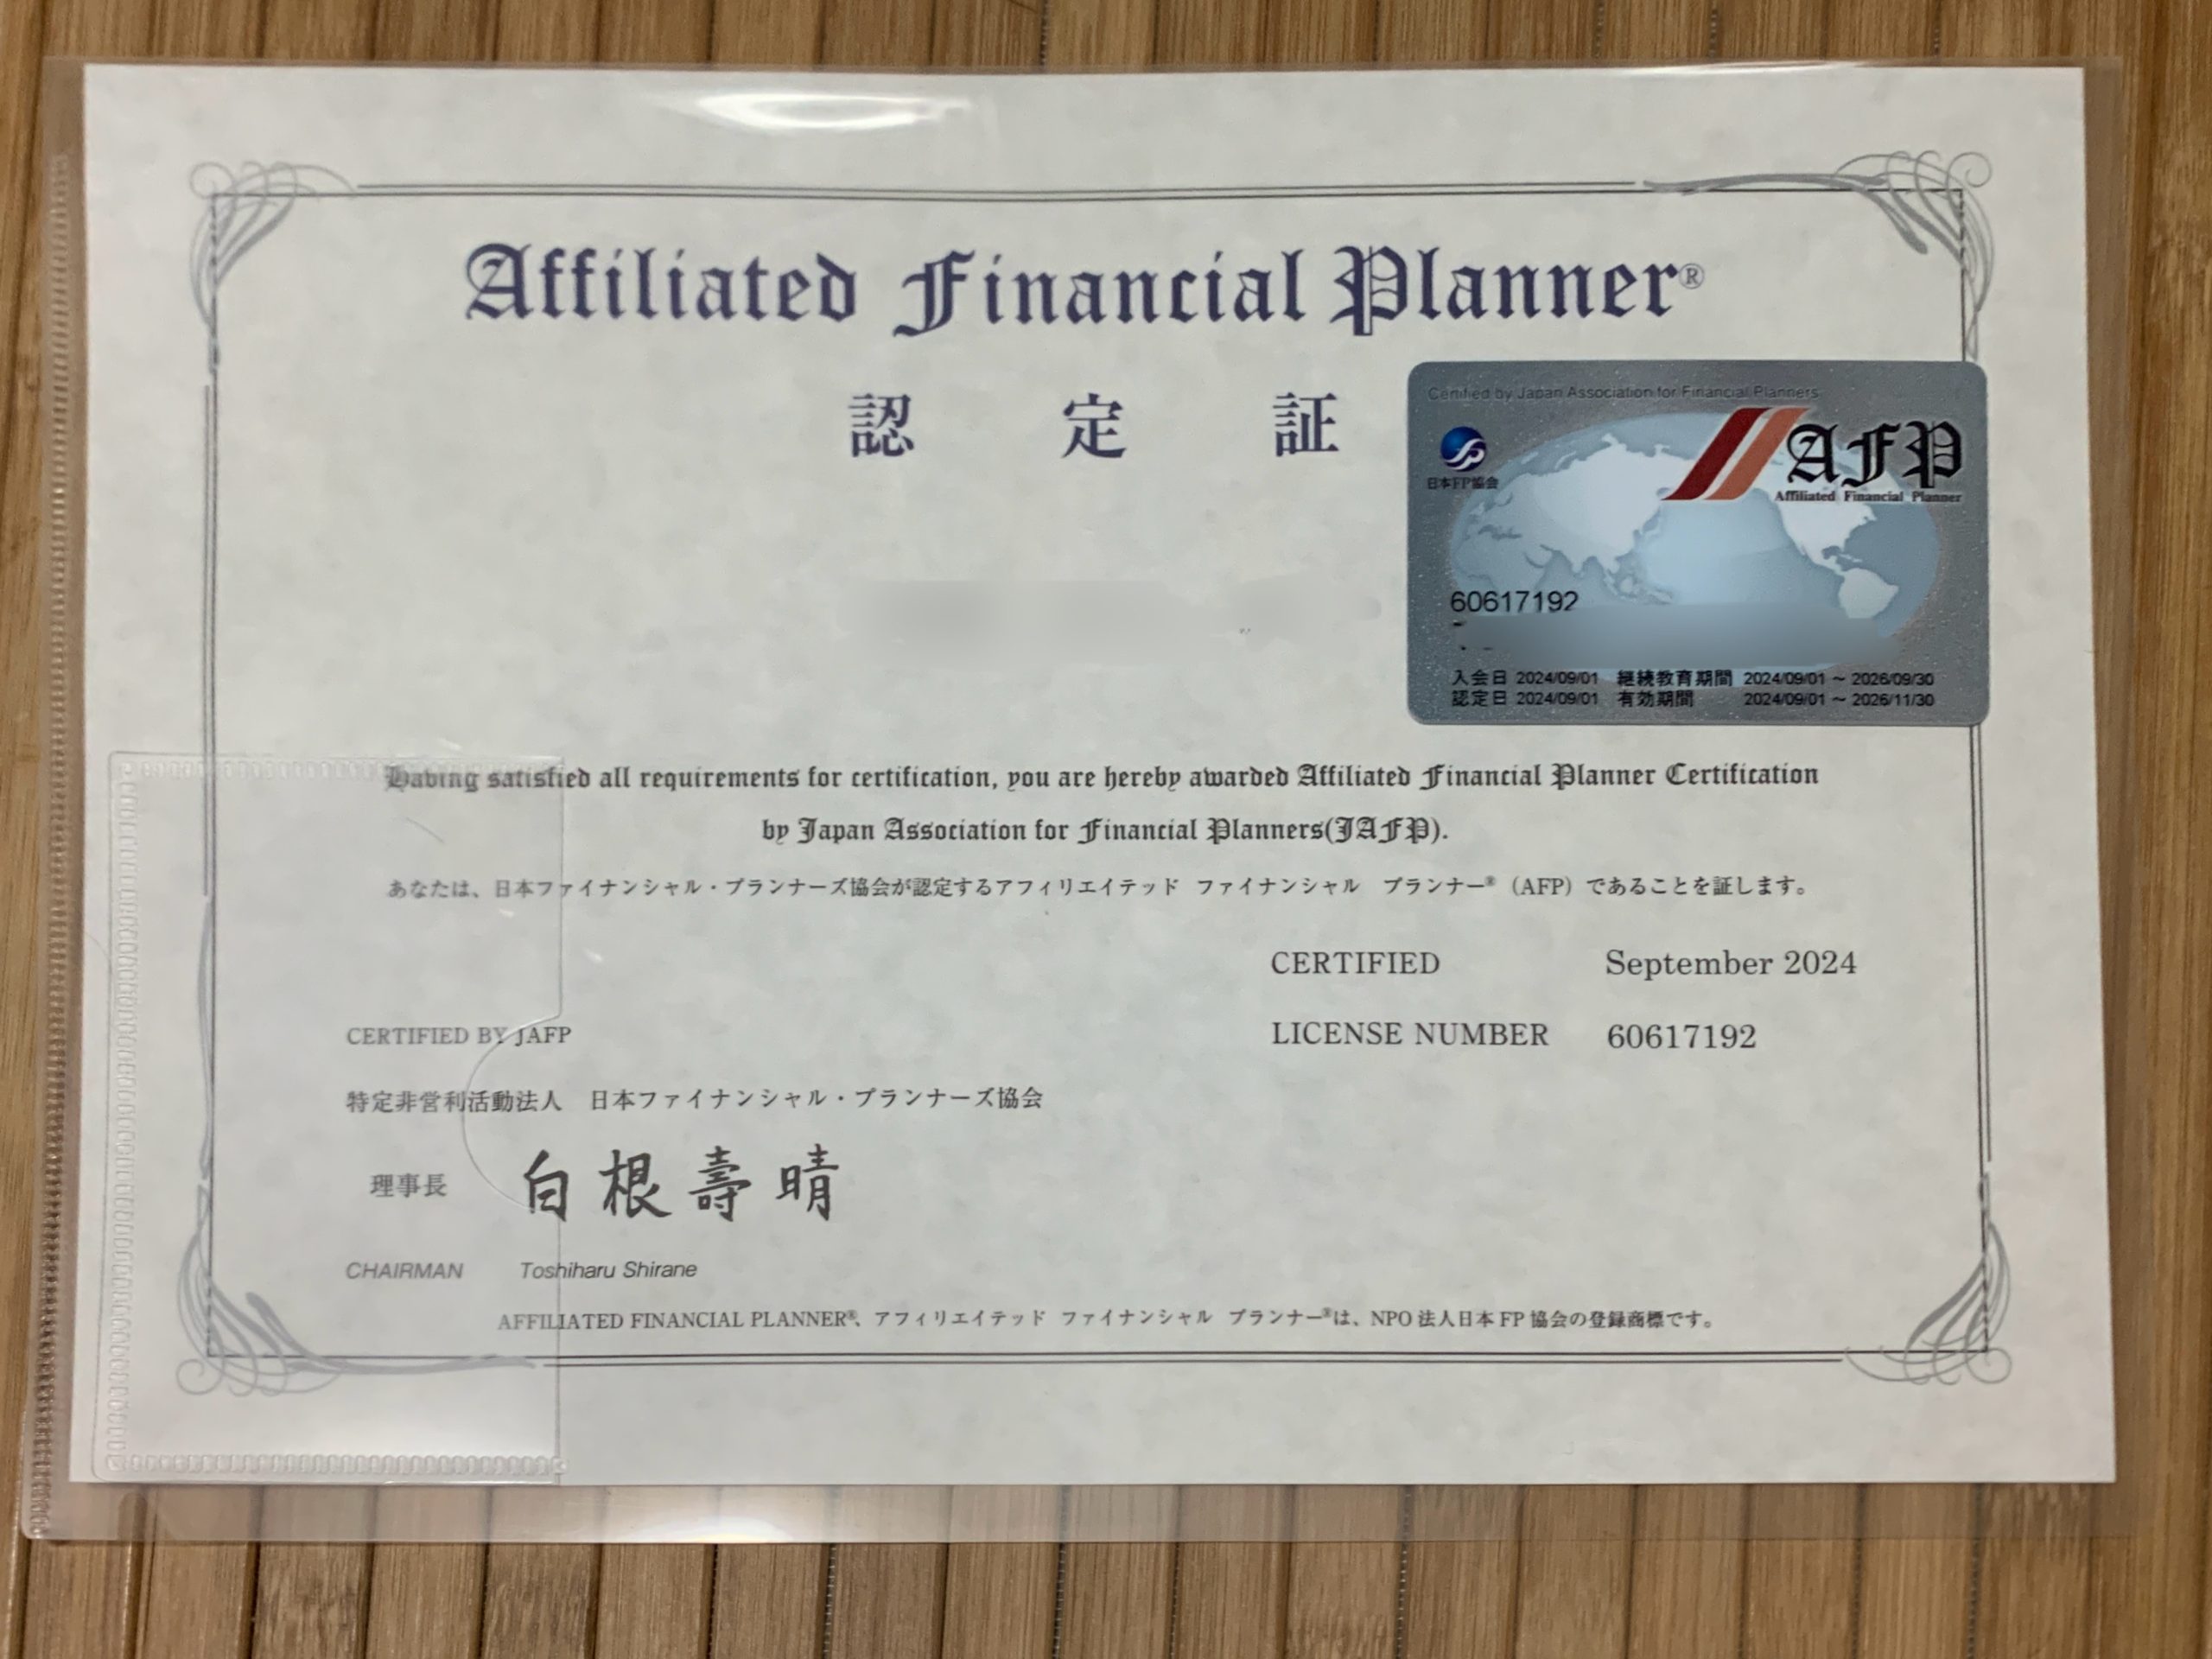 Affiliated Financial Planner®
認定証
Certified by Japan Association for Financial Planners
日本FP協会
AFP
Affiliated Financial Planner
60617192
入会日 2024/09/01 継続教育期間 2024/09/01 ~ 2026/09/30
認定日 2024/09/01 有効期間 2024/09/01 ~ 2026/11/30
Having satisfied all requirements for certification, you are hereby awarded Affiliated Financial Planner Certification
by Japan Association for Financial Planners(JAFP).
あなたは、日本ファイナンシャル・プランナーズ協会が認定するアフィリエイテッド ファイナンシャル プランナー®（AFP）であることを証します。
CERTIFIED September 2024
LICENSE NUMBER 60617192
CERTIFIED BY JAFP
特定非営利活動法人 日本ファイナンシャル・プランナーズ協会
理事長 白根壽晴
CHAIRMAN Toshiharu Shirane
AFFILIATED FINANCIAL PLANNER®、アフィリエイテッド ファイナンシャル プランナー®は、NPO法人日本FP協会の登録商標です。